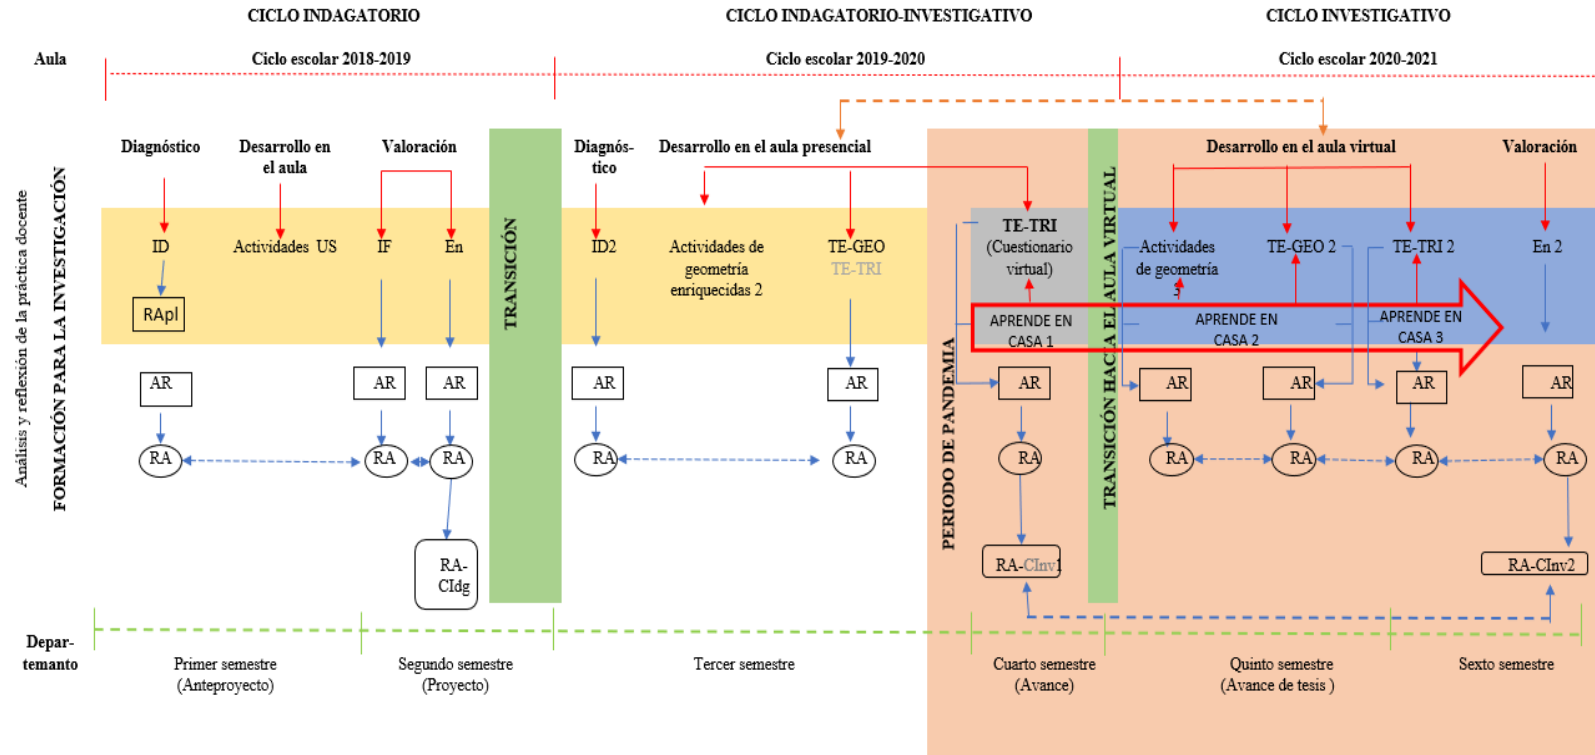 CICLO INDAGATORIO
CICLO INDAGATORIO-INVESTIGATIVO
CICLO INVESTIGATIVO
Aula
Ciclo escolar 2018-2019
Ciclo escolar 2019-2020
Ciclo escolar 2020-2021
Análisis y reflexión de la práctica docente
FORMACIÓN PARA LA INVESTIGACIÓN
Diagnóstico
Desarrollo en
el aula
Valoración
TRANSICIÓN
Diagnós-
tico
Desarrollo en el aula presencial
PERIODO DE PANDEMIA
TRANSICIÓN HACIA EL AULA VIRTUAL
Desarrollo en el aula virtual
Valoración
ID
Actividades US
IF
En
ID2
Actividades de
geometría
enriquecidas 2
TE-GEO
TE-TRI
TE-TRI
(Cuestionario
virtual)
Actividades
de geometría
3
TE-GEO 2
TE-TRI 2
En 2
RApl
APRENDE EN
CASA 1
APRENDE EN
CASA 2
APRENDE EN
CASA 3
AR
AR
AR
AR
AR
AR
AR
AR
AR
AR
RA
RA
RA
RA
RA
RA
RA
RA
RA
RA
RA-
CIdg
RA-CInv1
RA-CInv2
Depar-
temanto
Primer semestre
(Anteproyecto)
Segundo semestre
(Proyecto)
Tercer semestre
Cuarto semestre
(Avance)
Quinto semestre
(Avance de tesis )
Sexto semestre